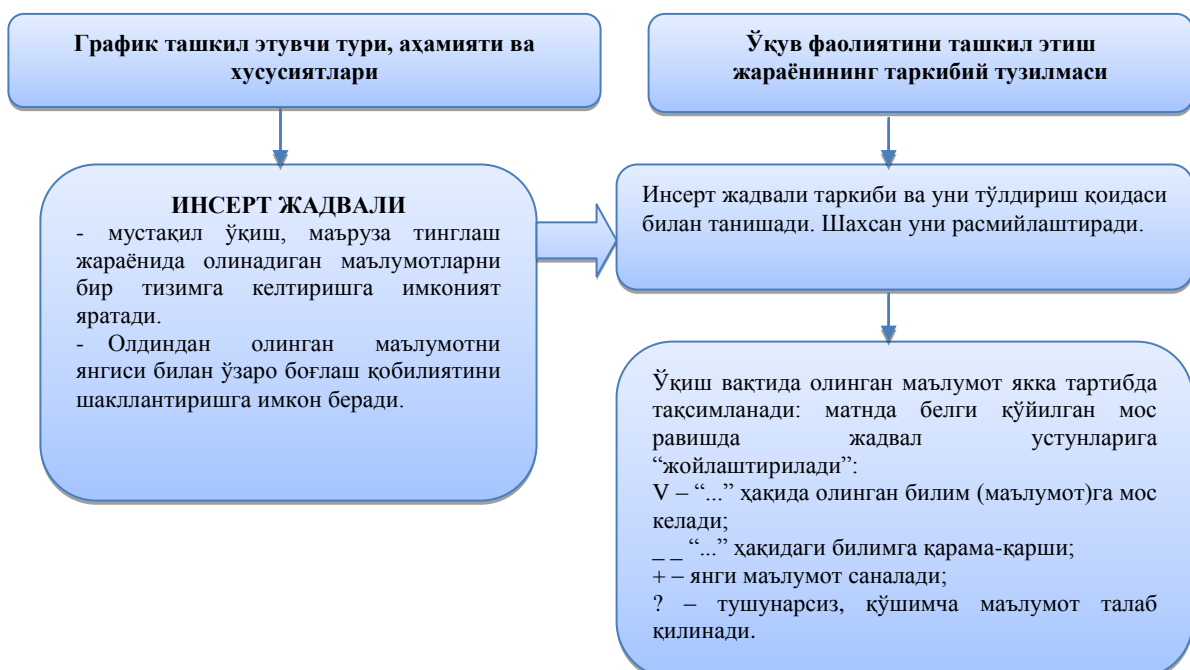 График ташкил этувчи тури, аҳамияти ва
хусусиятлари
Ўқув фаолиятини ташкил этиш
жараёнининг таркибий тузилмаси
ИНСЕРТ ЖАДВАЛИ
- мустақил ўқиш, маъруза тинглаш
жараёнида олинадиган маълумотларни
бир тизимга келтиришга имконият
яратади.
- Олдиндан олинган маълумотни
янгиси билан ўзаро боғлаш қобилиятини
шакллантиришга имкон беради.
Инсерт жадвали таркиби ва уни тўлдириш қоидаси
билан танишади. Шахсан уни расмийлаштиради.
Ўқиш вақтида олинган маълумот якка тартибда
тақсимланади: матнда белги қўйилган мос
равишда жадвал устунларига
“жойлаштирилади”:
V – “...” ҳақида олинган билим (маълумот)га мос
келади;
_ _ “...” ҳақидаги билимга қарама-қарши;
+ – янги маълумот саналади;
? – тушунарсиз, қўшимча маълумот талаб
қилинади.